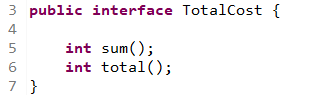 3 public interface TotalCost {
4
5     int sum();
6     int total();
7 }